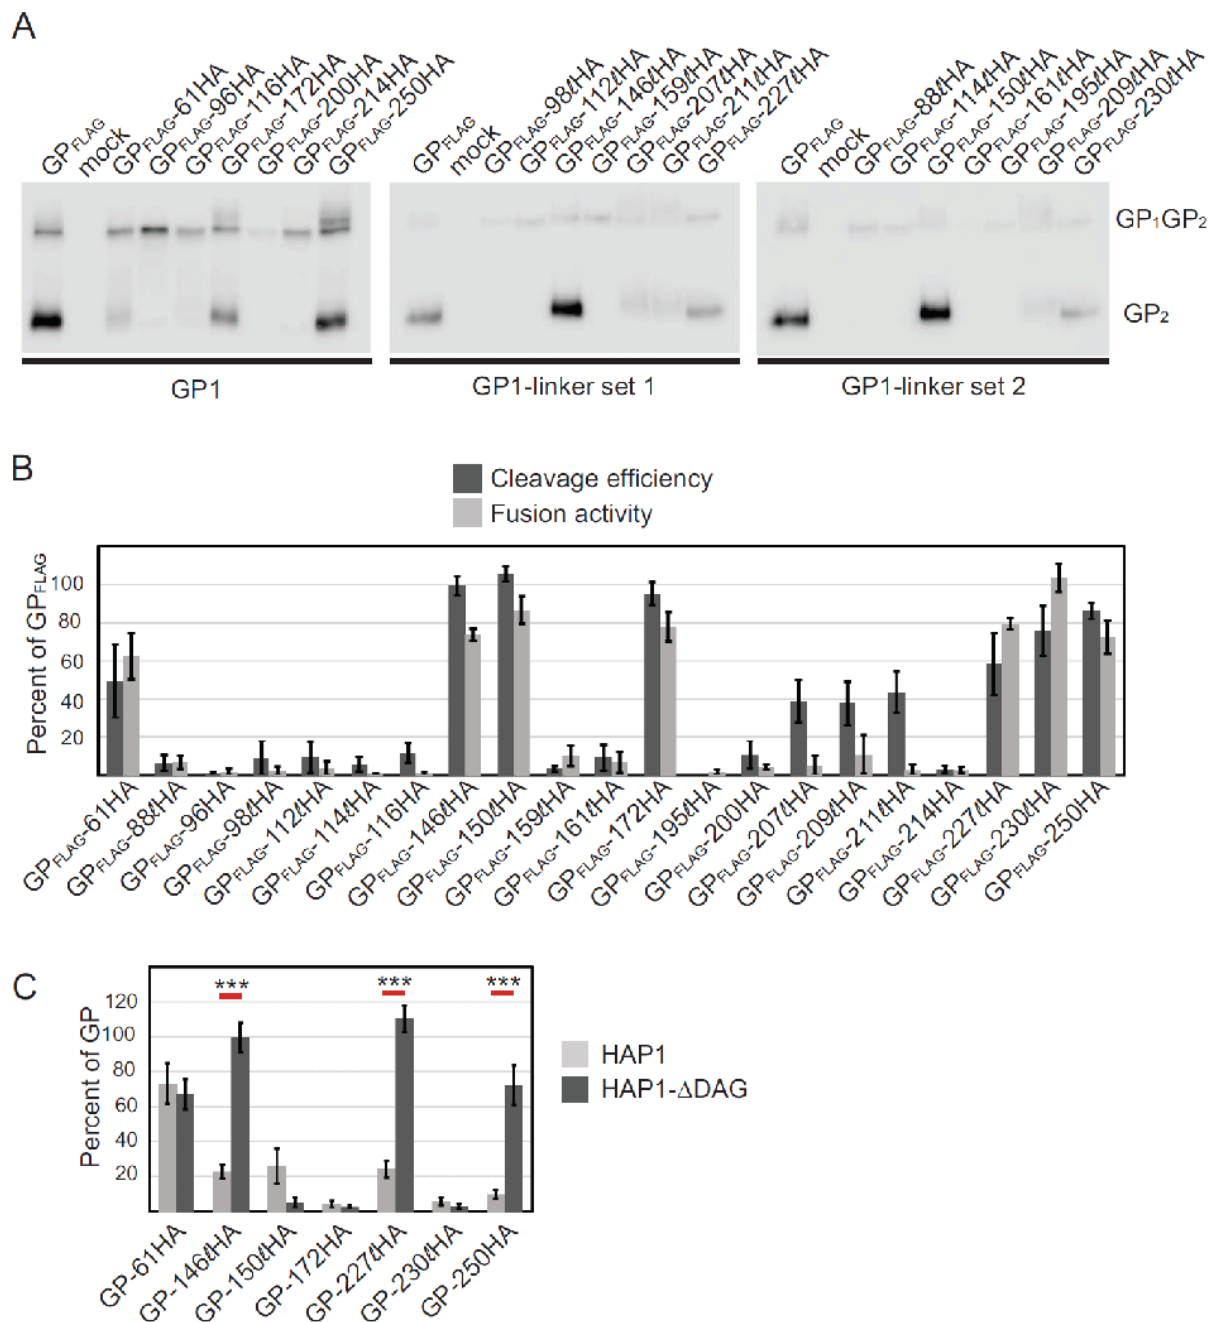 A
GPFLAG
mock
GPFLAG-61HA
GPFLAG-96HA
GPFLAG-116HA
GPFLAG-172HA
GPFLAG-200HA
GPFLAG-214HA
GPFLAG-250HA
GPFLAG
mock
GPFLAG-98ℓHA
GPFLAG-112ℓHA
GPFLAG-146ℓHA
GPFLAG-159ℓHA
GPFLAG-207ℓHA
GPFLAG-211ℓHA
GPFLAG-227ℓHA
GPFLAG
mock
GPFLAG-88ℓHA
GPFLAG-114ℓHA
GPFLAG-150ℓHA
GPFLAG-161ℓHA
GPFLAG-195ℓHA
GPFLAG-209ℓHA
GPFLAG-230ℓHA
GP1GP2
GP2
GP1
GP1-linker set 1
GP1-linker set 2
B
Cleavage efficiency
Fusion activity
Percent of GPFLAG
100
80
60
40
20
GPFLAG-61HA
GPFLAG-88ℓHA
GPFLAG-96HA
GPFLAG-98ℓHA
GPFLAG-112ℓHA
GPFLAG-114ℓHA
GPFLAG-116HA
GPFLAG-146ℓHA
GPFLAG-150ℓHA
GPFLAG-159ℓHA
GPFLAG-161ℓHA
GPFLAG-172HA
GPFLAG-195ℓHA
GPFLAG-200HA
GPFLAG-207ℓHA
GPFLAG-209ℓHA
GPFLAG-211ℓHA
GPFLAG-214HA
GPFLAG-227ℓHA
GPFLAG-230ℓHA
GPFLAG-250HA
C
Percent of GP
120
100
80
60
40
20
***
***
***
HAP1
HAP1-ΔDAG
GP-61HA
GP-146ℓHA
GP-150ℓHA
GP-172HA
GP-227ℓHA
GP-230ℓHA
GP-250HA